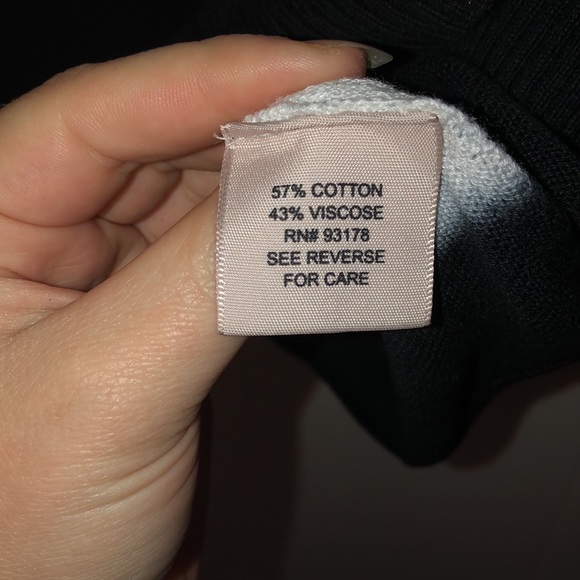 57% COTTON
43% VISCOSE
RN# 93178
SEE REVERSE
FOR CARE